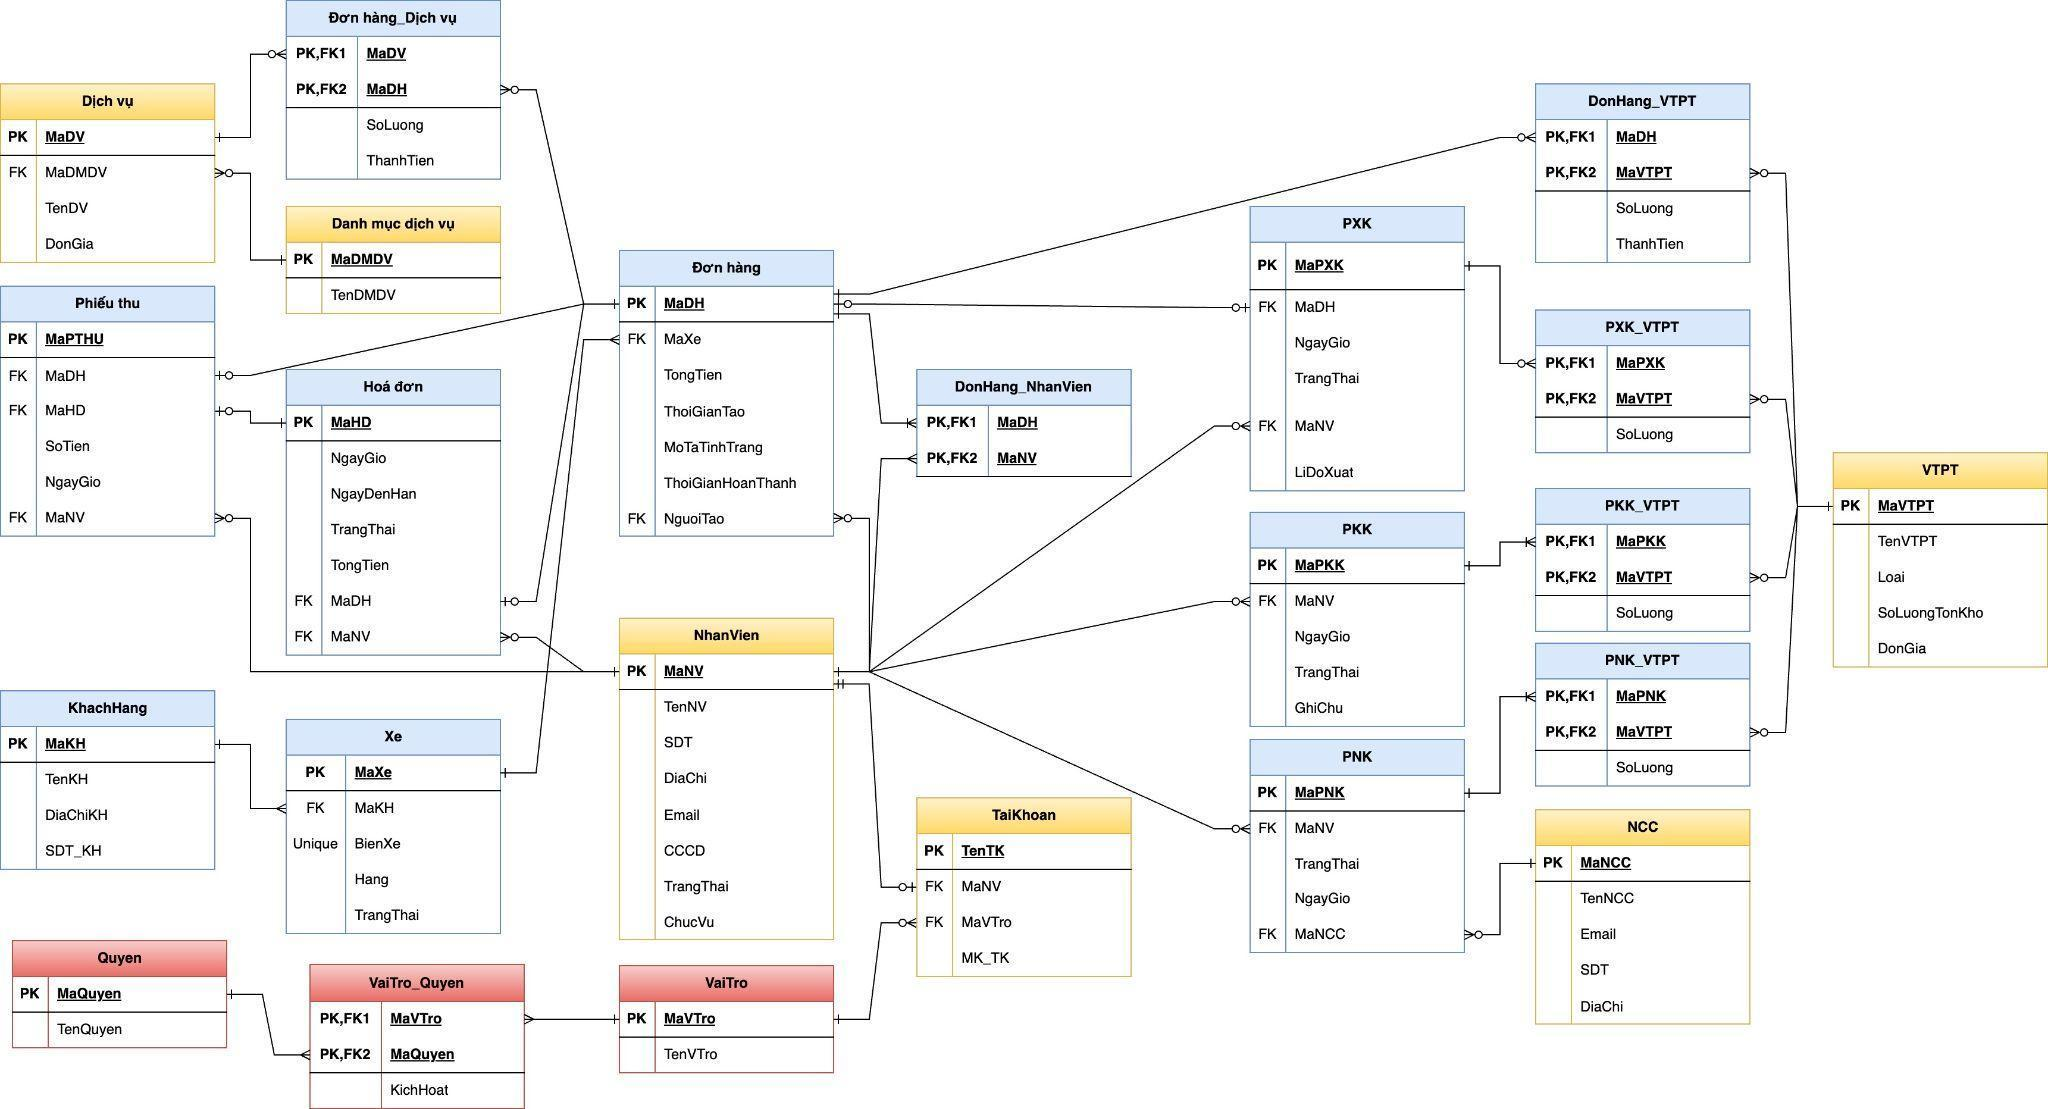 Đơn hàng_Dịch vụ
PK,FK1 MaDV
PK,FK2 MaDH
SoLuong
ThanhTien
Dịch vụ
PK MaDV
FK MaDMDV
TenDV
DonGia
Danh mục dịch vụ
PK MaDMDV
TenDMDV
Phiếu thu
PK MaPTHU
FK MaDH
FK MaHD
SoTien
NgayGio
FK MaNV
Hoá đơn
PK MaHD
NgayGio
NgayDenHan
TrangThai
TongTien
FK MaDH
FK MaNV
KhachHang
PK MaKH
TenKH
DiaChiKH
SDT_KH
Xe
PK MaXe
FK MaKH
Unique BienXe
Hang
TrangThai
Quyen
PK MaQuyen
TenQuyen
VaiTro_Quyen
PK,FK1 MaVTro
PK,FK2 MaQuyen
KichHoat
Đơn hàng
PK MaDH
FK MaXe
TongTien
ThoiGianTao
MoTaTinhTrang
ThoiGianHoanThanh
FK NguoiTao
NhanVien
PK MaNV
TenNV
SDT
DiaChi
Email
CCCD
TrangThai
ChucVu
VaiTro
PK MaVTro
TenVTro
DonHang_NhanVien
PK,FK1 MaDH
PK,FK2 MaNV
TaiKhoan
PK TenTK
FK MaNV
FK MaVTro
MK_TK
PXK
PK MaPXK
FK MaDH
NgayGio
TrangThai
FK MaNV
LiDoXuat
PKK
PK MaPKK
FK MaNV
NgayGio
TrangThai
GhiChu
PNK
PK MaPNK
FK MaNV
TrangThai
NgayGio
FK MaNCC
DonHang_VTPT
PK,FK1 MaDH
PK,FK2 MaVTPT
SoLuong
ThanhTien
PXK_VTPT
PK,FK1 MaPXK
PK,FK2 MaVTPT
SoLuong
PKK_VTPT
PK,FK1 MaPKK
PK,FK2 MaVTPT
SoLuong
PNK_VTPT
PK,FK1 MaPNK
PK,FK2 MaVTPT
SoLuong
NCC
PK MaNCC
TenNCC
Email
SDT
DiaChi
VTPT
PK MaVTPT
TenVTPT
Loai
SoLuongTonKho
DonGia